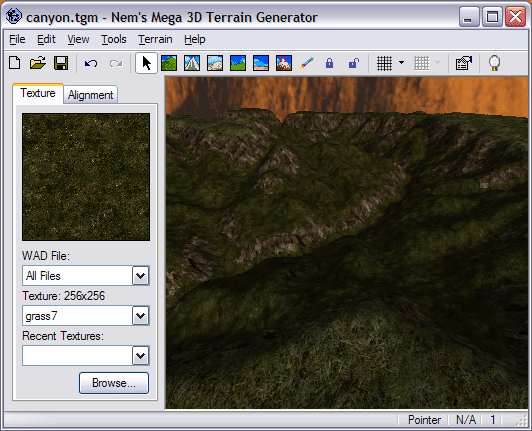 canyon.tgm - Nem's Mega 3D Terrain Generator
File Edit View Tools Terrain Help
Texture Alignment
WAD File:
All Files
Texture: 256x256
grass7
Recent Textures:
Browse...
Pointer N/A 1